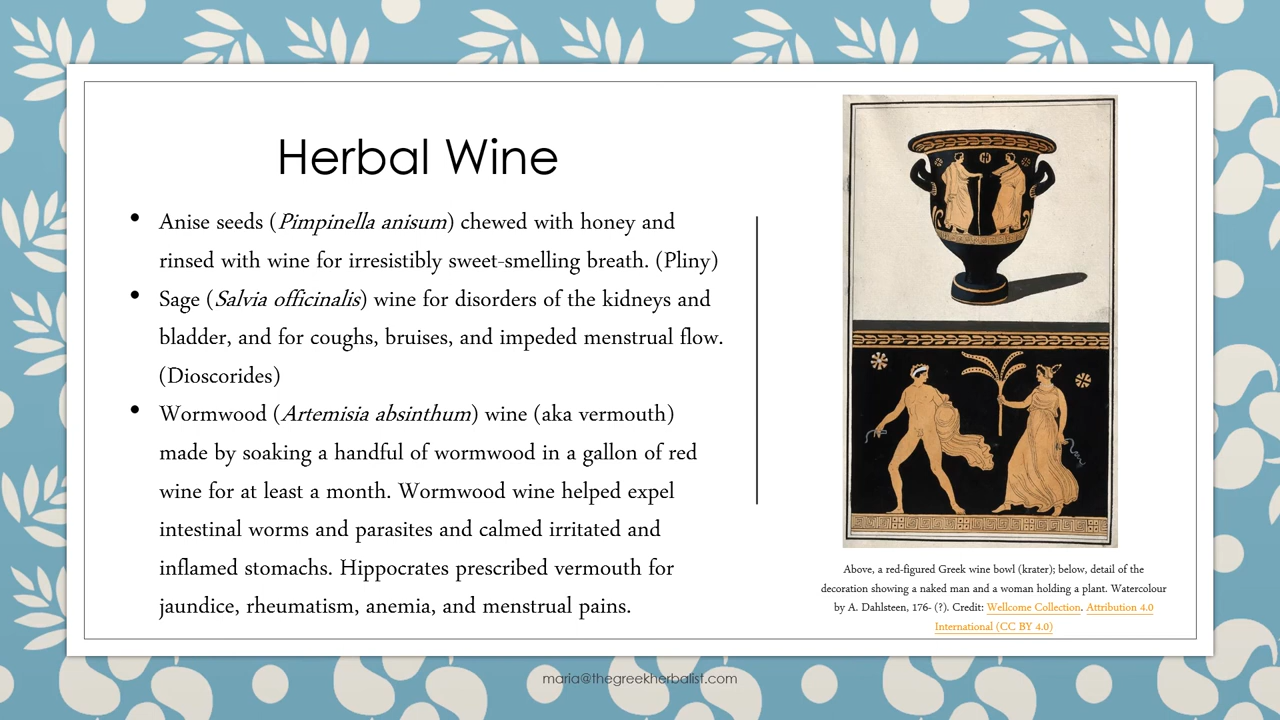 Herbal Wine
• Anise seeds (Pimpinella anisum) chewed with honey and
rinsed with wine for irresistibly sweet-smelling breath. (Pliny)
• Sage (Salvia officinalis) wine for disorders of the kidneys and
bladder, and for coughs, bruises, and impeded menstrual flow.
(Dioscorides)
• Wormwood (Artemisia absinthum) wine (aka vermouth)
made by soaking a handful of wormwood in a gallon of red
wine for at least a month. Wormwood wine helped expel
intestinal worms and parasites and calmed irritated and
inflamed stomachs. Hippocrates prescribed vermouth for
jaundice, rheumatism, anemia, and menstrual pains.
Above, a red-figured Greek wine bowl (krater); below, detail of the
decoration showing a naked man and a woman holding a plant. Watercolour
by A. Dahlsteen, 176- (?). Credit: Wellcome Collection. Attribution 4.0
International (CC BY 4.0)
maria@thegreekherbalist.com